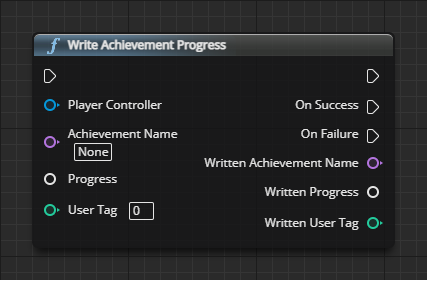 f Write Achievement Progress
Player Controller
On Success
Achievement Name
None
On Failure
Written Achievement Name
Progress
Written Progress
User Tag 0
Written User Tag